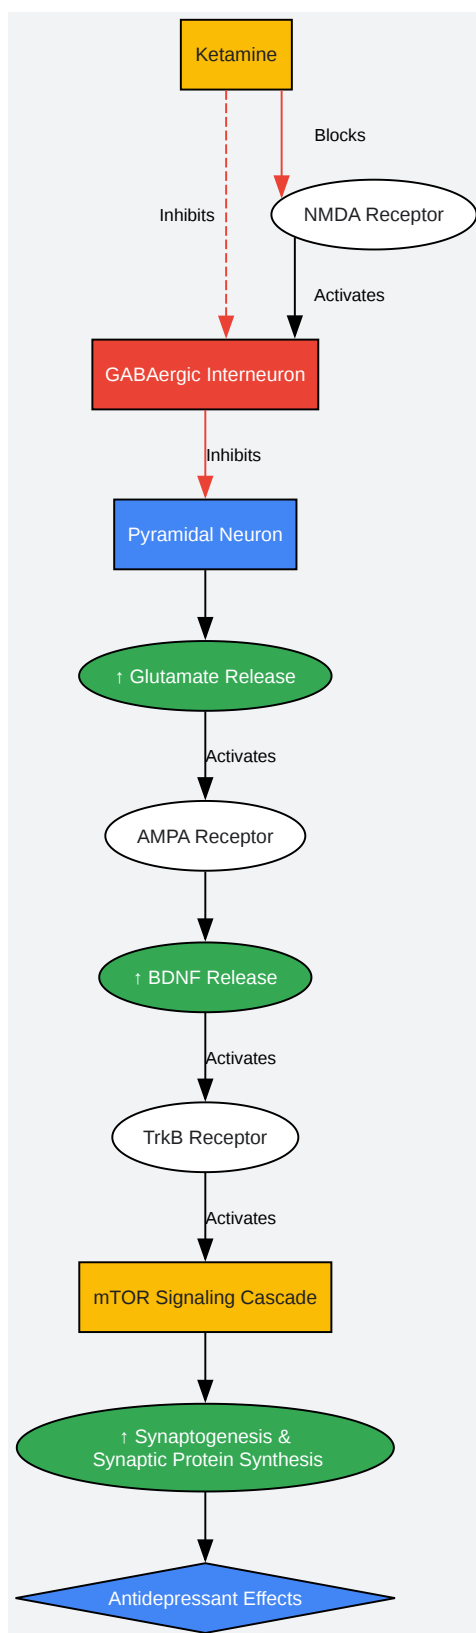 Ketamine
Blocks
Inhibits
NMDA Receptor
Activates
GABAergic Interneuron
Inhibits
Pyramidal Neuron
↑ Glutamate Release
Activates
AMPA Receptor
↑ BDNF Release
Activates
TrkB Receptor
Activates
mTOR Signaling Cascade
↑ Synaptogenesis &
Synaptic Protein Synthesis
Antidepressant Effects